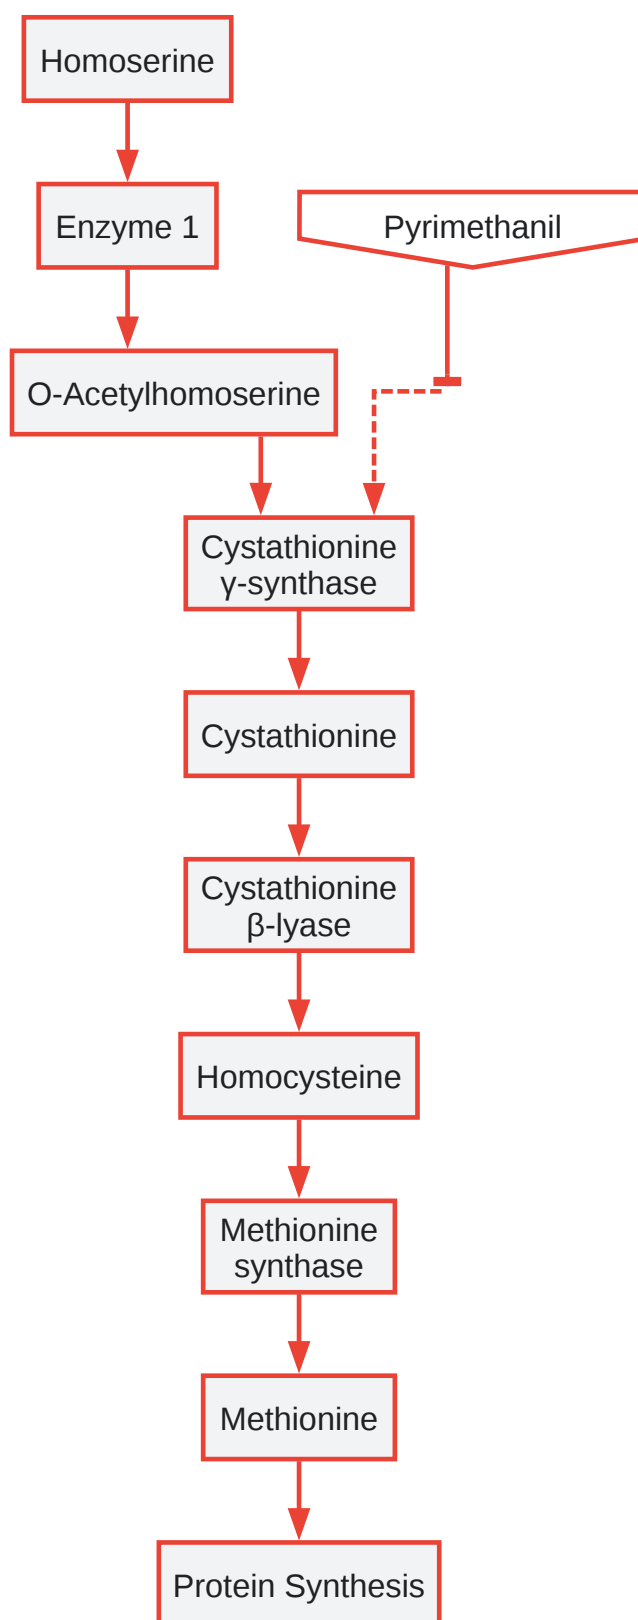 Homoserine
Enzyme 1
Pyrimethanil
O-Acetylhomoserine
Cystathionine
γ-synthase
Cystathionine
Cystathionine
β-lyase
Homocysteine
Methionine
synthase
Methionine
Protein Synthesis